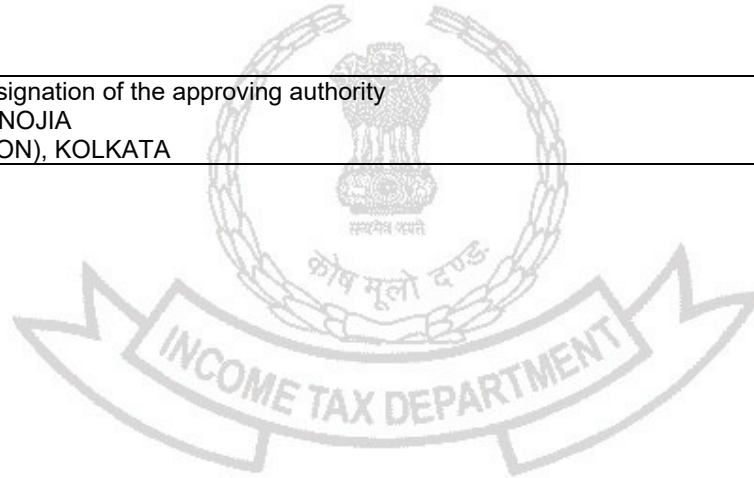 signation of the approving authority
NOJIA
ON), KOLKATA
सत्यमेव जयते
कोष मूलो दण्डः
INCOME TAX DEPARTMENT